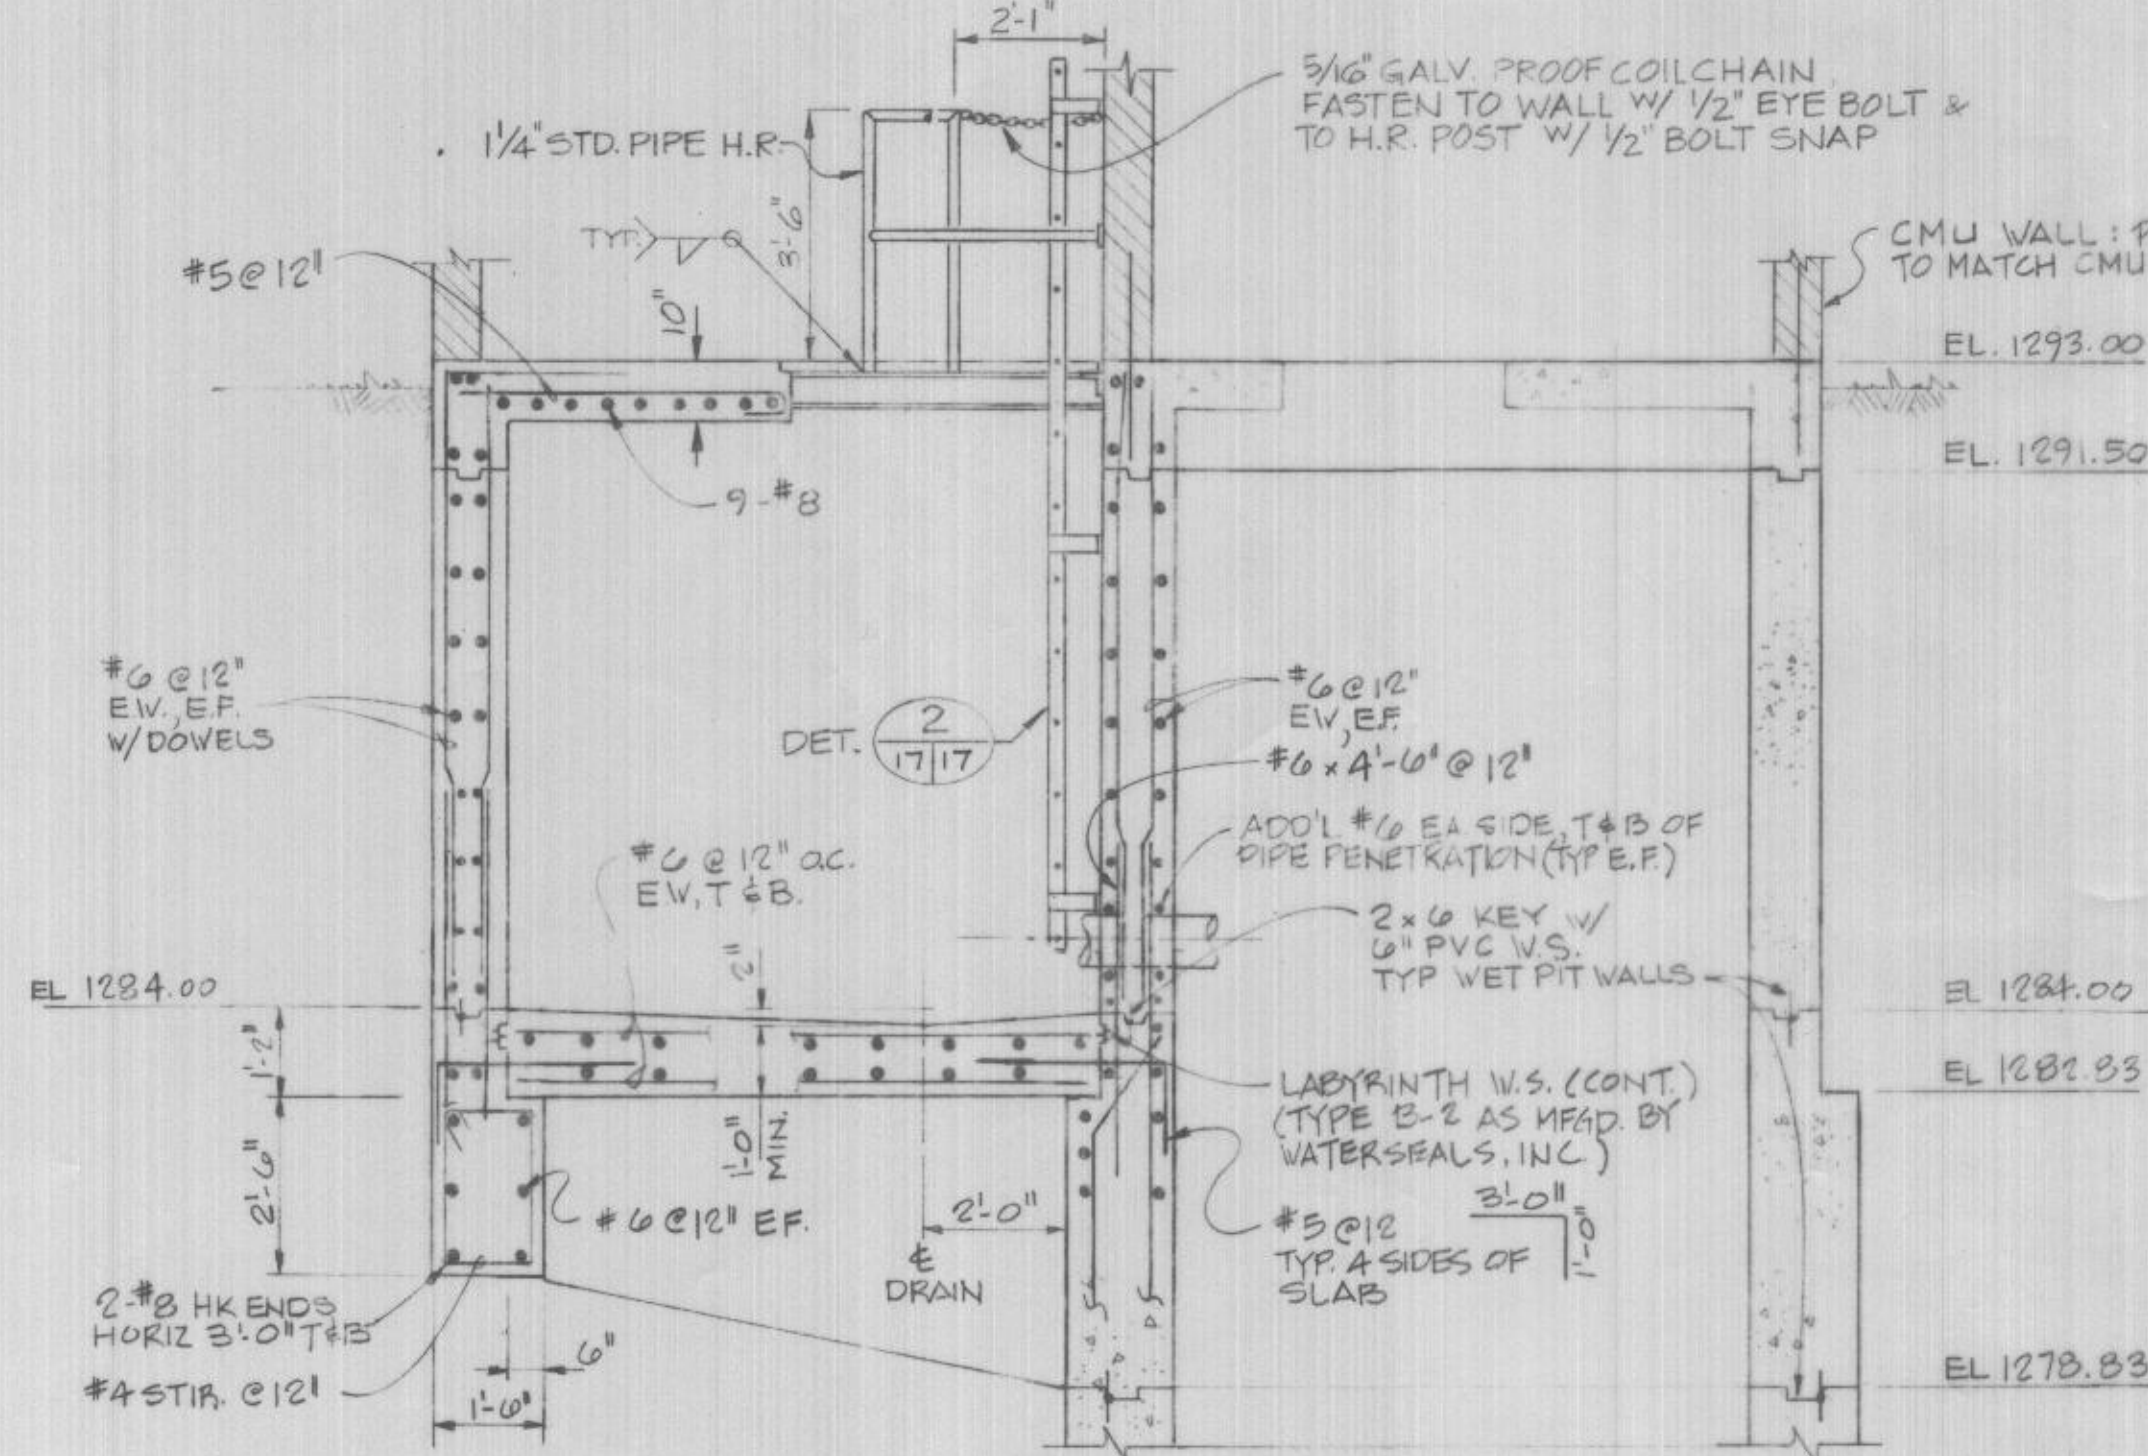 2'-1"
5/16" GALV. PROOF COIL CHAIN
FASTEN TO WALL W/ 1/2" EYE BOLT &
TO H.R. POST W/ 1/2" BOLT SNAP
1 1/4" STD. PIPE H.R.
3'-6"
TYP.
#5 @ 12"
10"
CMU WALL:
TO MATCH CMU
EL. 1293.00
EL. 1291.50
9-#8
#6 @ 12"
E.W., E.F.
W/ DOWELS
DET. 2
17 | 17
#6 @ 12"
EW, E.F.
#6 x 4'-6" @ 12"
ADD'L #6 EA SIDE, T & B OF
PIPE PENETRATION (TYP E.F.)
#6 @ 12" O.C.
EW, T & B.
2 x 6 KEY W/
6" PVC W.S.
TYP WET PIT WALLS
2"
EL 1284.00
EL 1284.00
1'-2"
EL 1282.83
LABYRINTH W.S. (CONT.)
(TYPE B-2 AS MFGD. BY
WATERSEALS, INC.)
1'-0"
MIN.
2'-6"
#6 @ 12" E.F.
2'-0"
℄
DRAIN
#5 @ 12
TYP. 4 SIDES OF
SLAB
3'-0"
1'-0"
2-#8 HK ENDS
HORIZ 3'-0" T&B
#4 STIR. @ 12"
6"
1'-6"
EL 1278.83